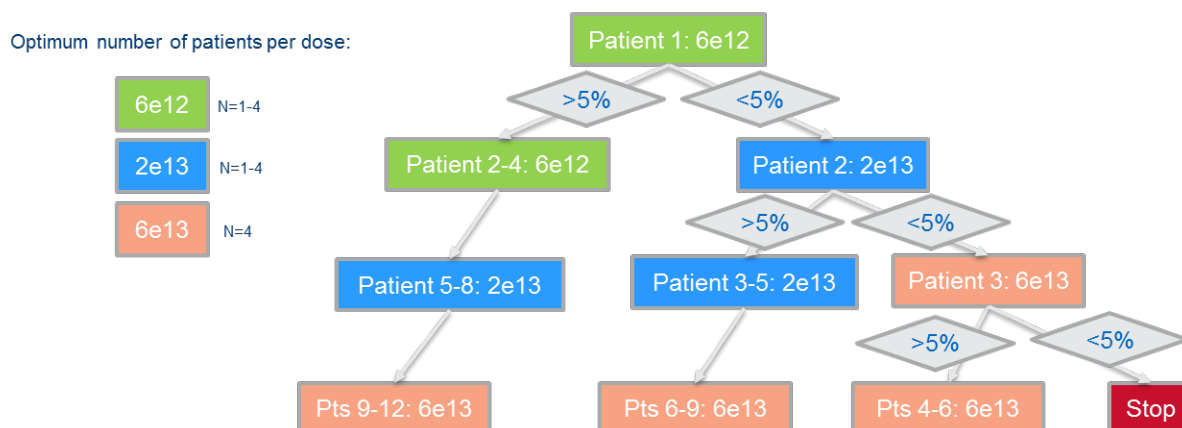 Optimum number of patients per dose:
6e12 N=1-4
2e13 N=1-4
6e13 N=4
Patient 1: 6e12
>5% <5%
Patient 2-4: 6e12 Patient 2: 2e13
>5% <5%
Patient 5-8: 2e13 Patient 3-5: 2e13 Patient 3: 6e13
>5% <5%
Pts 9-12: 6e13 Pts 6-9: 6e13 Pts 4-6: 6e13 Stop